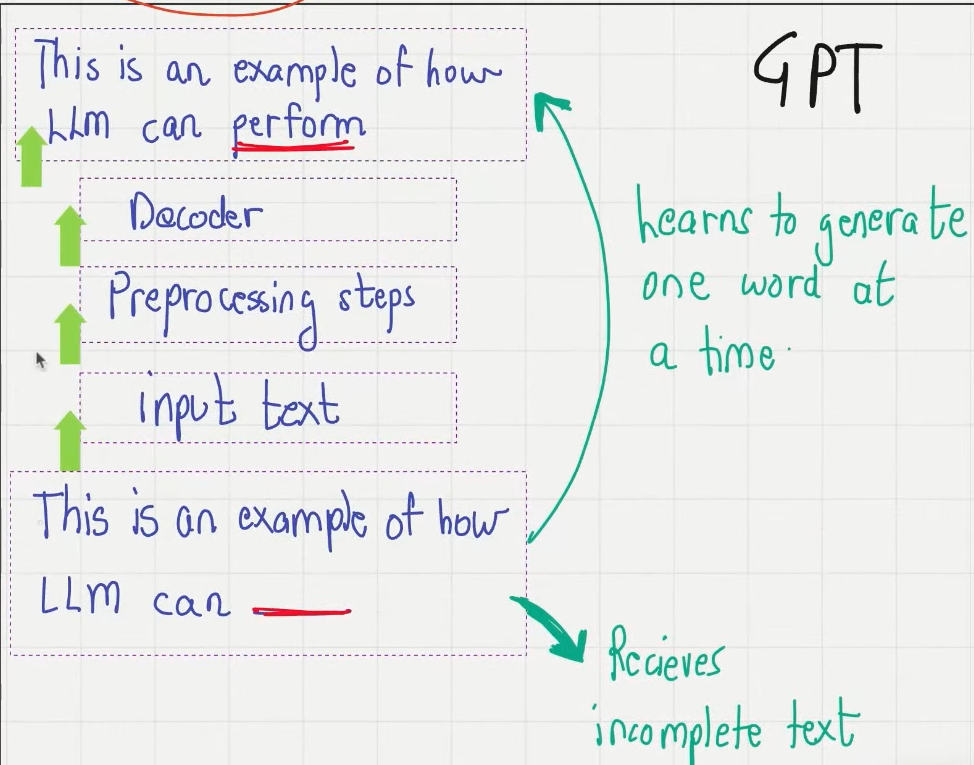 This is an example of how
LLM can perform
Decoder
Preprocessing steps
input text
This is an example of how
LLM can
GPT
Learns to generate
one word at
a time.
Recieves
incomplete text